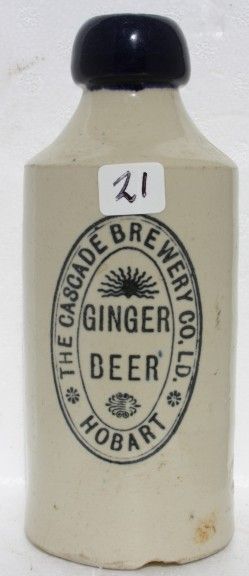 21
THE CASCADE BREWERY CO. LD.
GINGER
BEER
HOBART